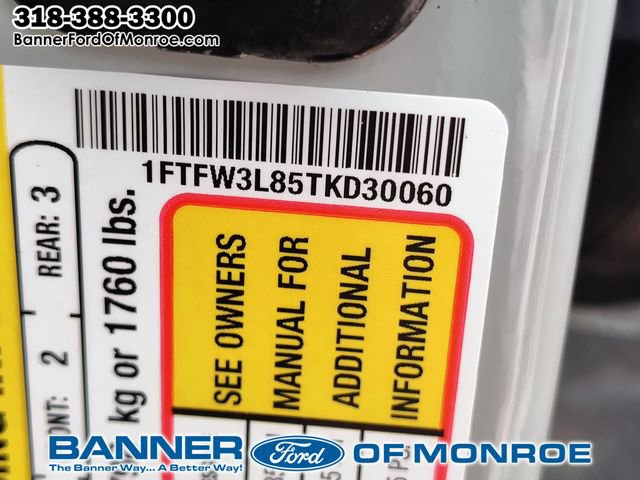 318-388-3300
BannerFordOfMonroe.com
1FTFW3L85TKD30060
REAR: 3
2
kg or 1760 lbs.
SEE OWNERS
MANUAL FOR
ADDITIONAL
INFORMATION
BANNER Ford OF MONROE
The Banner Way... A Better Way!